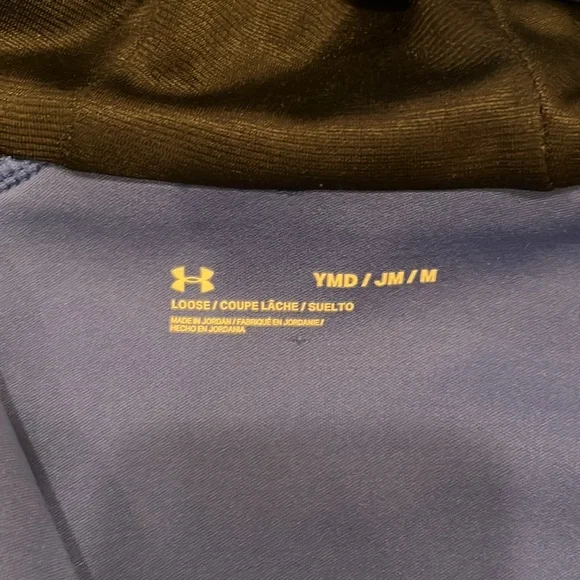 YMD / JM / M
LOOSE / COUPE LÂCHE / SUELTO
MADE IN JORDAN / FABRIQUÉ EN JORDANIE /
HECHO EN JORDANIA